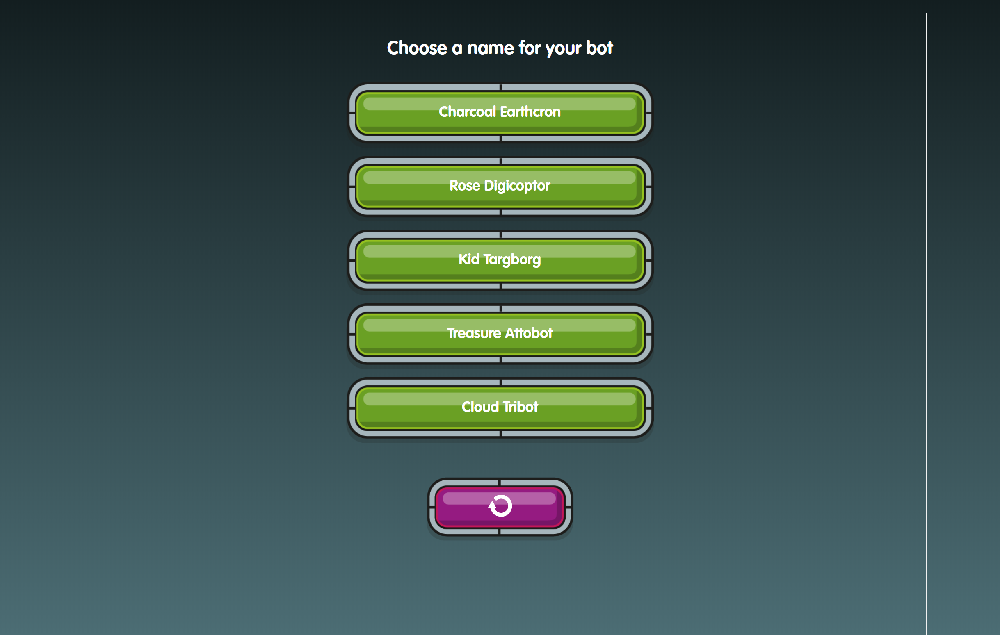 Choose a name for your bot
Charcoal Earthcron
Rose Digicoptor
Kid Targborg
Treasure Attobot
Cloud Tribot